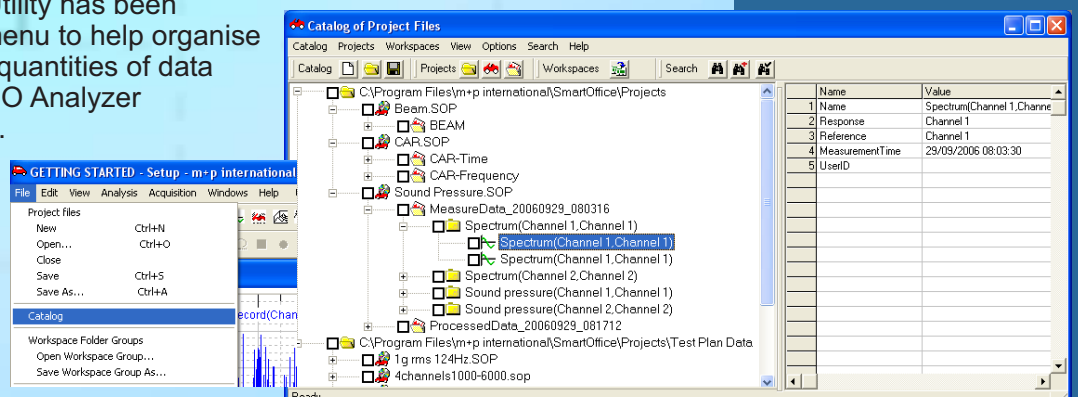 Utility has been
menu to help organise
quantities of data
O Analyzer
.
Catalog of Project Files
Catalog Projects Workspaces View Options Search Help
Catalog Projects Workspaces Search
C:\Program Files\m+p international\SmartOffice\Projects
Beam.SOP
BEAM
CAR.SOP
CAR-Time
CAR-Frequency
Sound Pressure.SOP
MeasureData_20060929_080316
Spectrum(Channel 1,Channel 1)
Spectrum(Channel 1,Channel 1)
Spectrum(Channel 1,Channel 1)
Spectrum(Channel 2,Channel 2)
Sound pressure(Channel 1,Channel 1)
Sound pressure(Channel 2,Channel 2)
ProcessedData_20060929_081712
C:\Program Files\m+p international\SmartOffice\Projects\Test Plan Data
1g rms 124Hz.SOP
4channels1000-6000.sop
Ready
Name Value
1 Name Spectrum(Channel 1,Channe
2 Response Channel 1
3 Reference Channel 1
4 MeasurementTime 29/09/2006 08:03:30
5 UserID
GETTING STARTED - Setup - m+p international
File Edit View Analysis Acquisition Windows Help
Project files
New Ctrl+N
Open... Ctrl+O
Close
Save Ctrl+S
Save As... Ctrl+A
Catalog
Workspace Folder Groups
Open Workspace Group...
Save Workspace Group As...
ecord(Chan